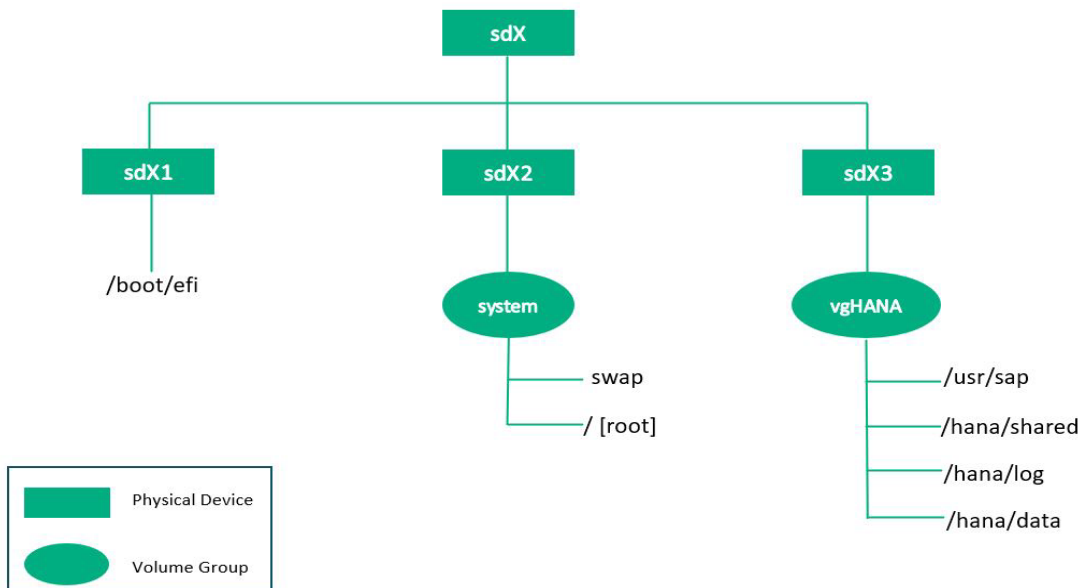 sdX
sdX1
sdX2
sdX3
/boot/efi
system
vgHANA
swap
/ [root]
/usr/sap
/hana/shared
/hana/log
/hana/data
Physical Device
Volume Group